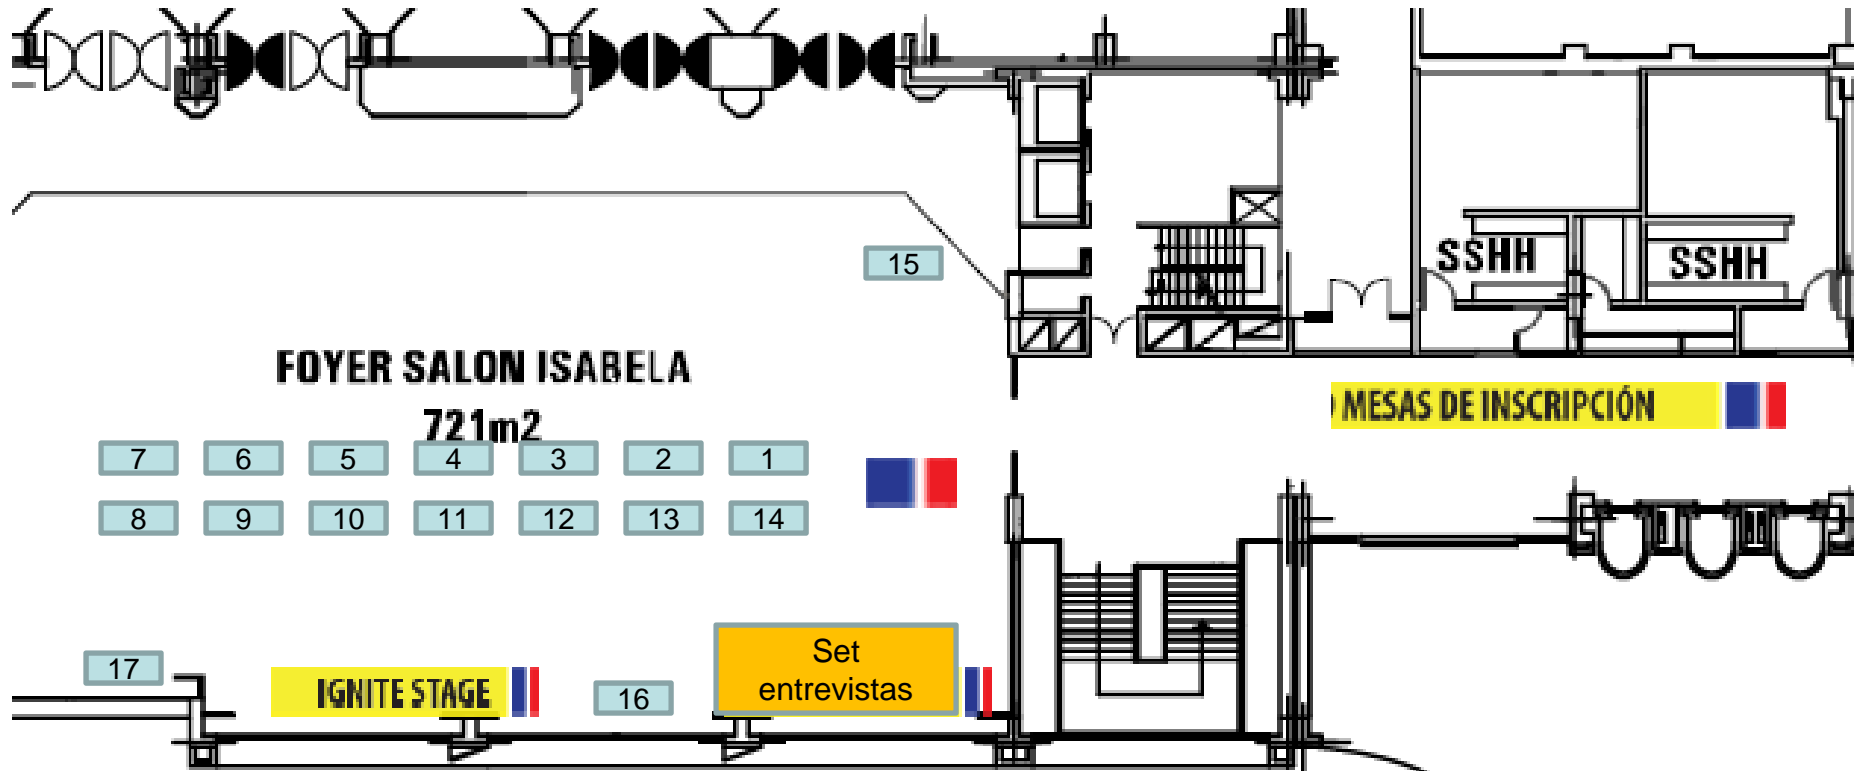 15
SSHH
SSHH
FOYER SALON ISABELA
721m2
MESAS DE INSCRIPCIÓN
7 6 5 4 3 2 1
8 9 10 11 12 13 14
17
IGNITE STAGE
16
Set
entrevistas